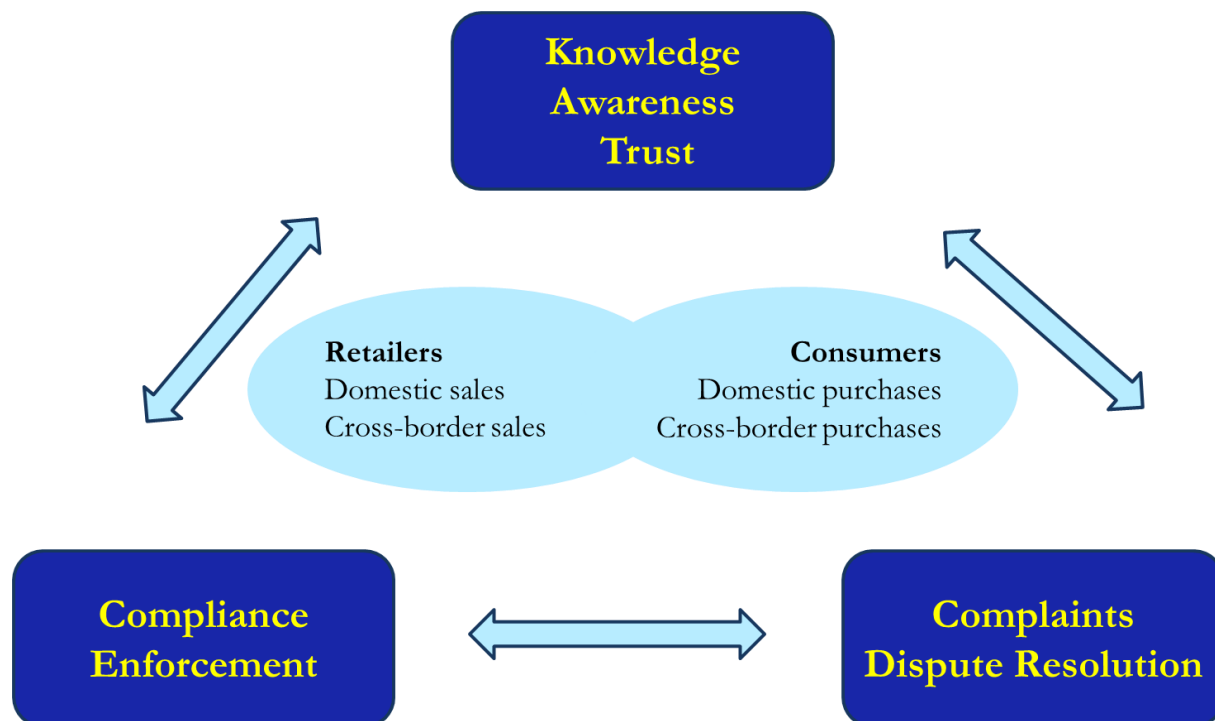 Knowledge
Awareness
Trust
Retailers
Domestic sales
Cross-border sales
Consumers
Domestic purchases
Cross-border purchases
Compliance
Enforcement
Complaints
Dispute Resolution